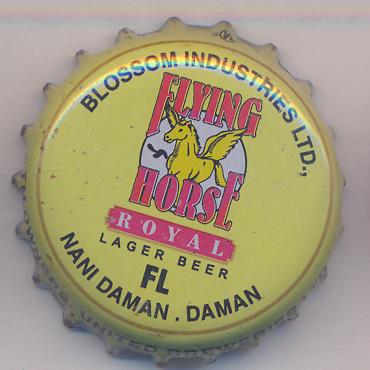 BLOSSOM INDUSTRIES LTD.,
FLYING
HORSE
ROYAL
LAGER BEER
FL
NANI DAMAN . DAMAN